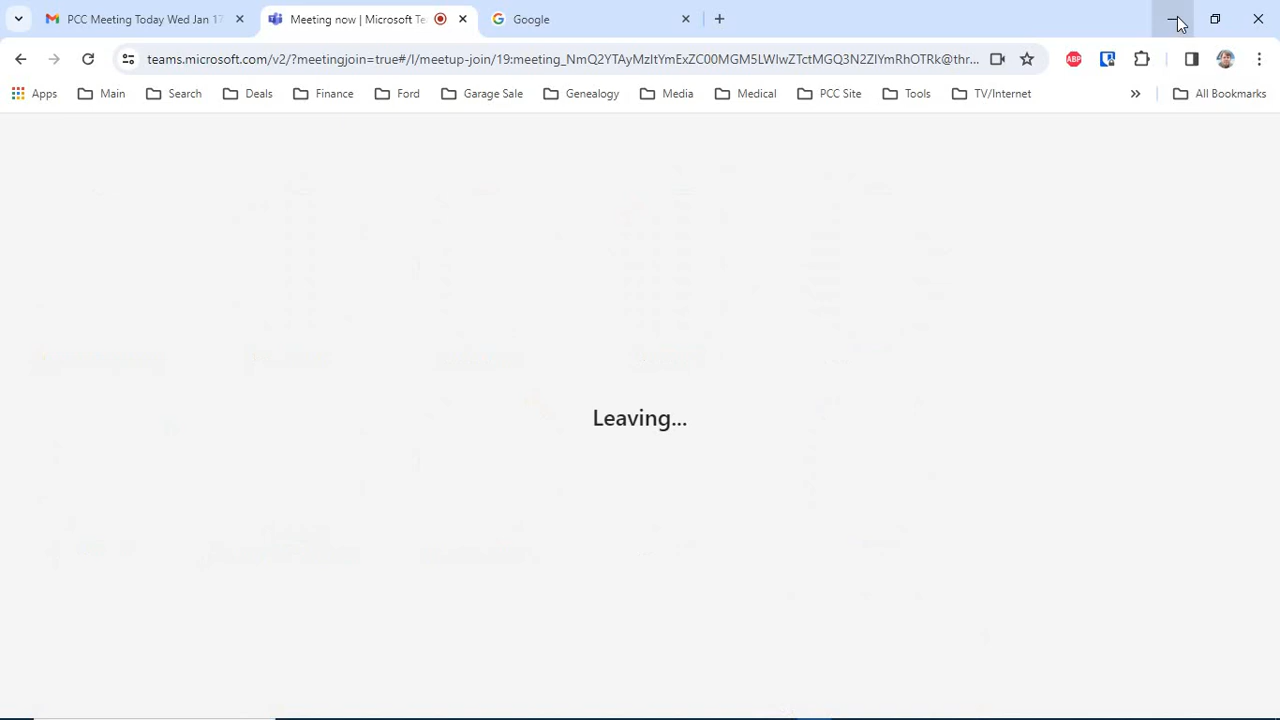 PCC Meeting Today Wed Jan 17
Meeting now | Microsoft Te
Google
teams.microsoft.com/v2/?meetingjoin=true#/l/meetup-join/19:meeting_NmQ2YTAyMzItYmExZC00MGM5LWIwZTctMGQ3N2ZlYmRhOTRk@thr...
ABP
Apps Main Search Deals Finance Ford Garage Sale Genealogy Media Medical PCC Site Tools TV/Internet All Bookmarks
Leaving...